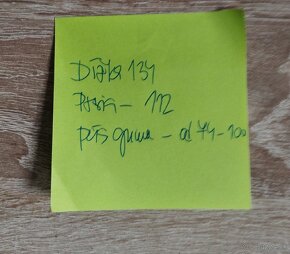 Dĺžka 134
Prsia - 112
pás guma - od 74-100